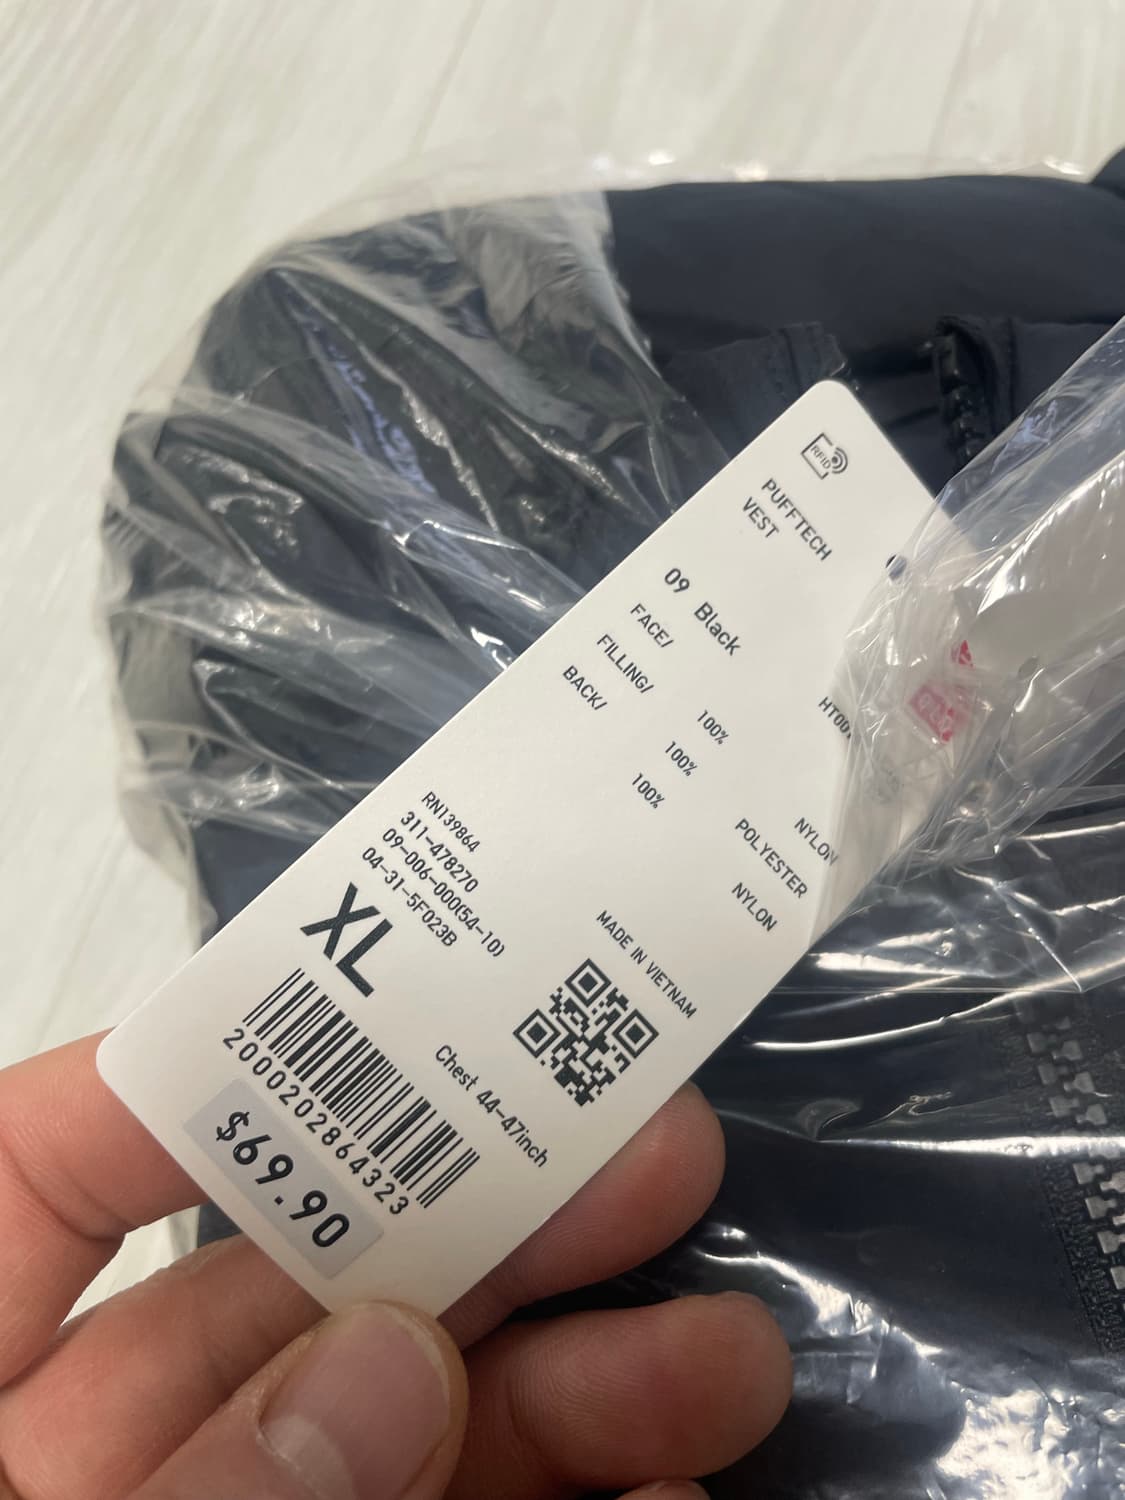 RFID
PUFFTECH
VEST
09 Black
FACE/ 100% NYLON
FILLING/ 100% POLYESTER
BACK/ 100% NYLON
MADE IN VIETNAM
RN139864
311-478270
09-006-000(54-10)
04-31-5F023B
XL
Chest 44-47inch
2000202864323
$69.90